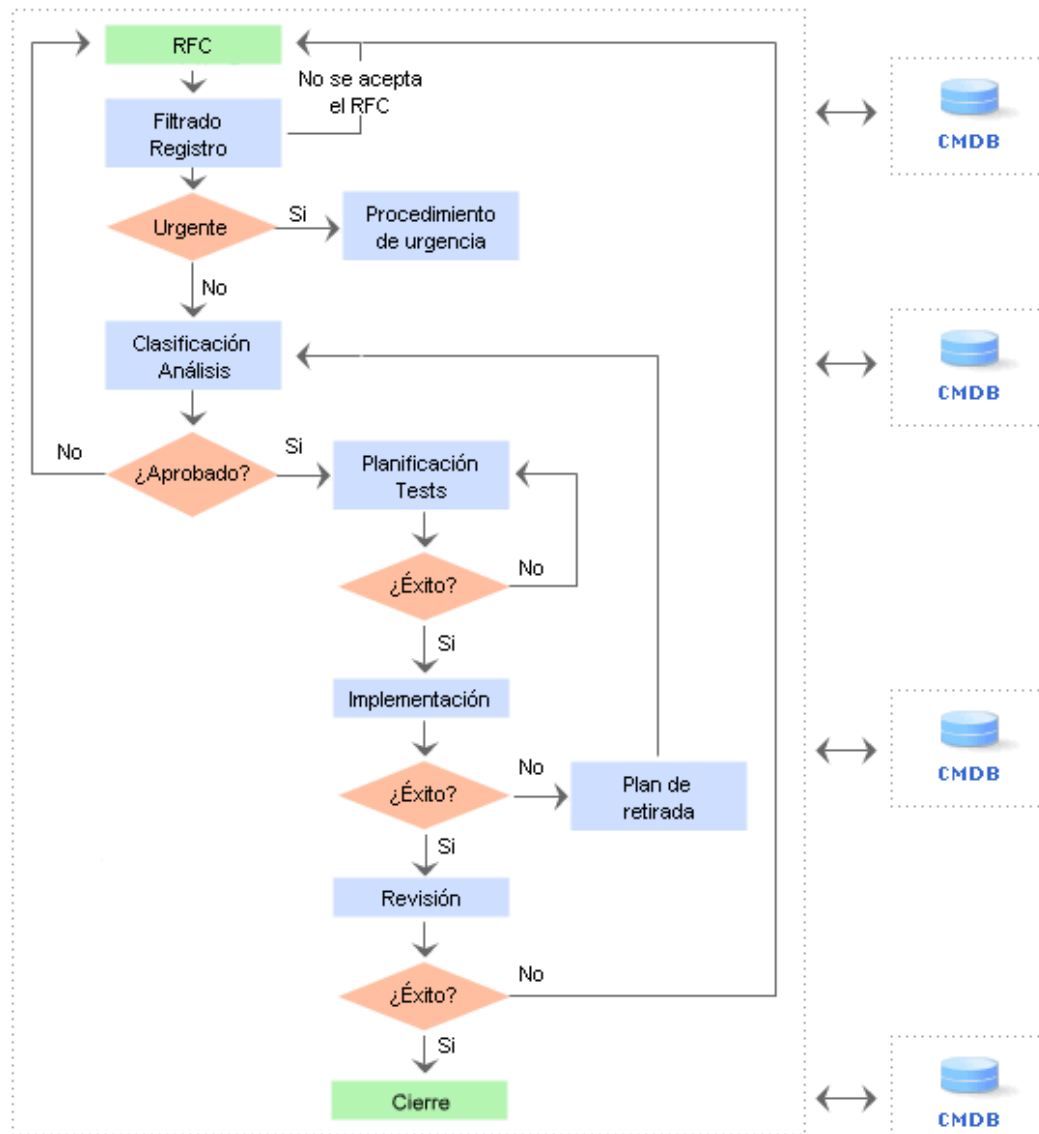 RFC
No se acepta
el RFC
Filtrado
Registro
CMDB
Urgente
Si
Procedimiento
de urgencia
No
Clasificación
Análisis
CMDB
No
¿Aprobado?
Si
Planificación
Tests
¿Éxito?
No
Si
Implementación
¿Éxito?
No
Plan de
retirada
CMDB
Si
Revisión
¿Éxito?
No
Si
Cierre
CMDB